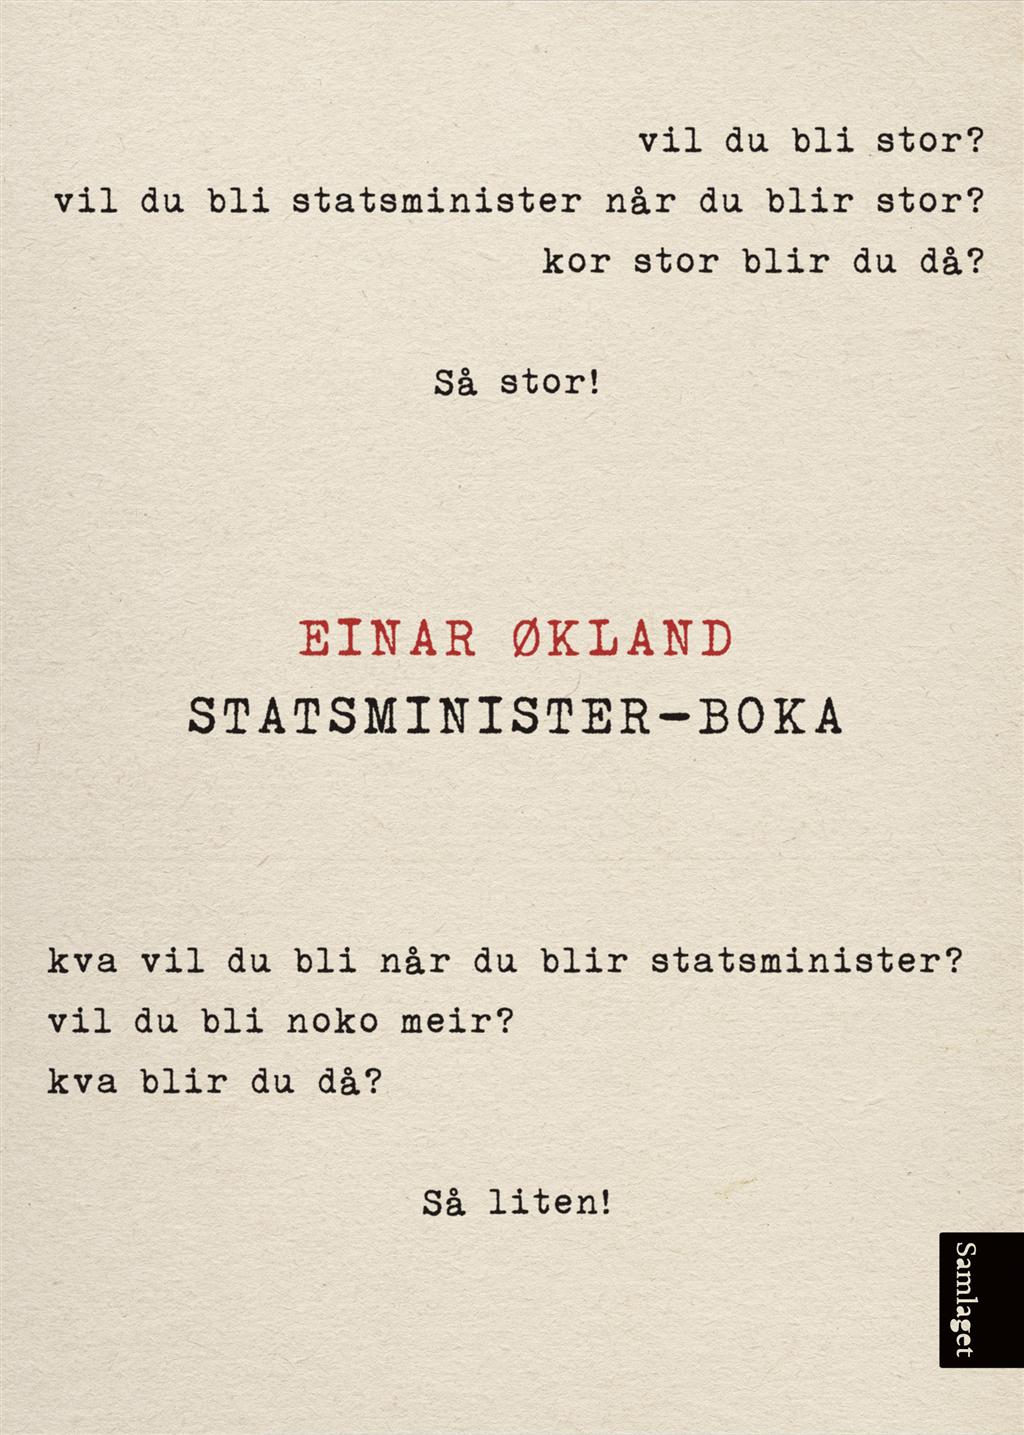 vil du bli stor?
vil du bli statsminister når du blir stor?
kor stor blir du då?
Så stor!
EINAR ØKLAND
STATSMINISTER-BOKA
kva vil du bli når du blir statsminister?
vil du bli noko meir?
kva blir du då?
Så liten!
Samlaget